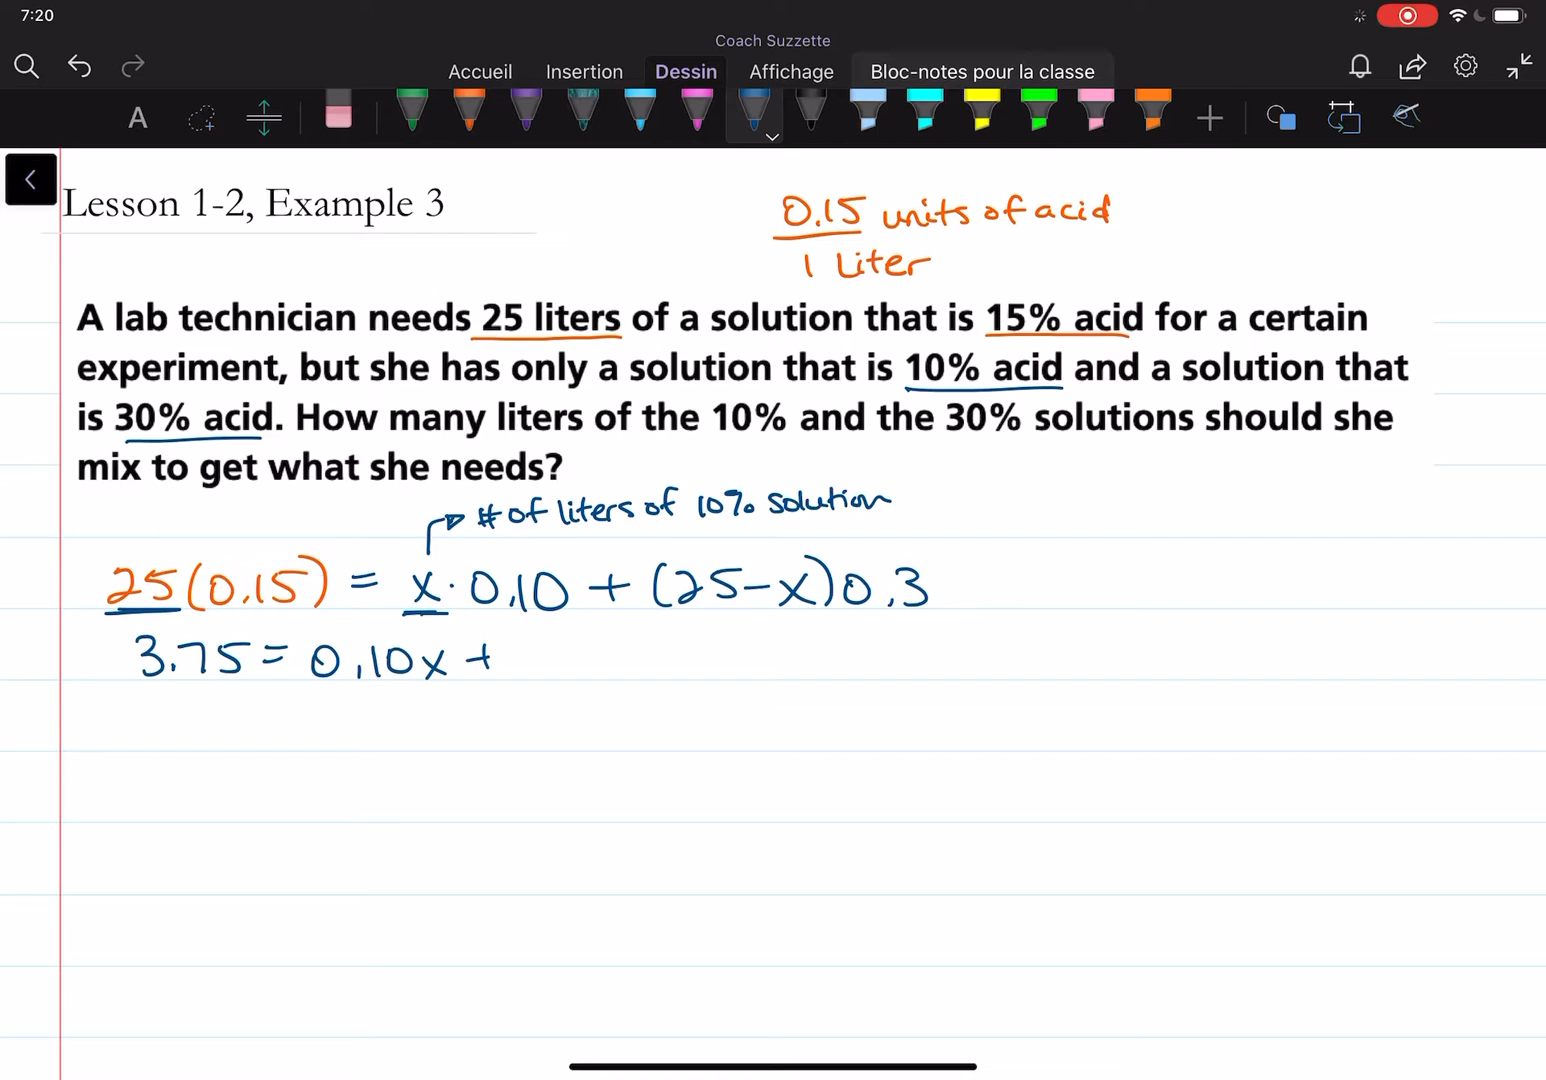 7:20
Coach Suzzette
Accueil Insertion Dessin Affichage Bloc-notes pour la classe
A
Lesson 1-2, Example 3
0.15 units of acid
1 Liter
A lab technician needs 25 liters of a solution that is 15% acid for a certain
experiment, but she has only a solution that is 10% acid and a solution that
is 30% acid. How many liters of the 10% and the 30% solutions should she
mix to get what she needs?
# of liters of 10% solution
25(0.15) = x · 0.10 + (25-x)0.3
3.75 = 0.10x +